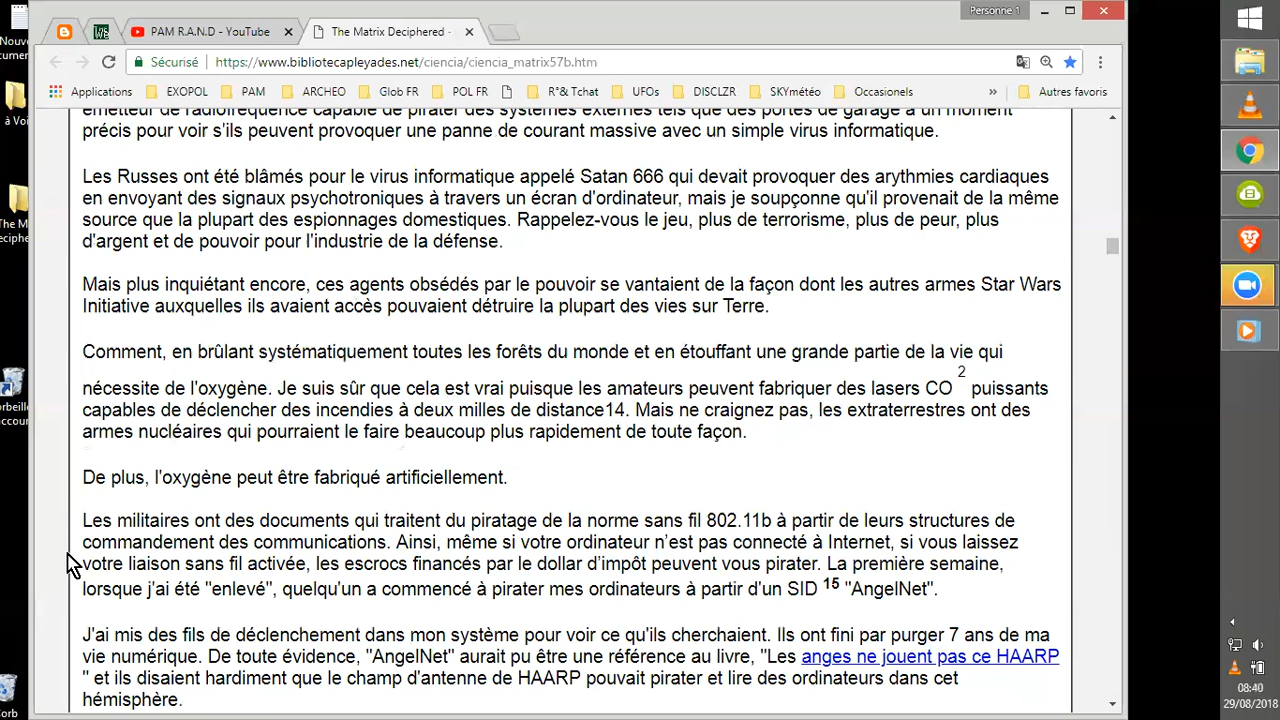 Personne 1
PAM R.A.N.D - YouTube
The Matrix Deciphered -
Sécurisé
https://www.bibliotecapleyades.net/ciencia/ciencia_matrix57b.htm
Applications EXOPOL PAM ARCHEO Glob FR POL FR R°& Tchat UFOs DISCLZR SKYmétéo Occasionels » Autres favoris
émetteur de radiofréquence capable de pirater des systèmes externes tels que des portes de garage à un moment
précis pour voir s'ils peuvent provoquer une panne de courant massive avec un simple virus informatique.
Les Russes ont été blâmés pour le virus informatique appelé Satan 666 qui devait provoquer des arythmies cardiaques
en envoyant des signaux psychotroniques à travers un écran d'ordinateur, mais je soupçonne qu'il provenait de la même
source que la plupart des espionnages domestiques. Rappelez-vous le jeu, plus de terrorisme, plus de peur, plus
d'argent et de pouvoir pour l'industrie de la défense.
Mais plus inquiétant encore, ces agents obsédés par le pouvoir se vantaient de la façon dont les autres armes Star Wars
Initiative auxquelles ils avaient accès pouvaient détruire la plupart des vies sur Terre.
Comment, en brûlant systématiquement toutes les forêts du monde et en étouffant une grande partie de la vie qui
nécessite de l'oxygène. Je suis sûr que cela est vrai puisque les amateurs peuvent fabriquer des lasers CO 2 puissants
capables de déclencher des incendies à deux milles de distance14. Mais ne craignez pas, les extraterrestres ont des
armes nucléaires qui pourraient le faire beaucoup plus rapidement de toute façon.
De plus, l'oxygène peut être fabriqué artificiellement.
Les militaires ont des documents qui traitent du piratage de la norme sans fil 802.11b à partir de leurs structures de
commandement des communications. Ainsi, même si votre ordinateur n'est pas connecté à Internet, si vous laissez
votre liaison sans fil activée, les escrocs financés par le dollar d'impôt peuvent vous pirater. La première semaine,
lorsque j'ai été "enlevé", quelqu'un a commencé à pirater mes ordinateurs à partir d'un SID 15 "AngelNet".
J'ai mis des fils de déclenchement dans mon système pour voir ce qu'ils cherchaient. Ils ont fini par purger 7 ans de ma
vie numérique. De toute évidence, "AngelNet" aurait pu être une référence au livre, "Les anges ne jouent pas ce HAARP
" et ils disaient hardiment que le champ d'antenne de HAARP pouvait pirater et lire des ordinateurs dans cet
hémisphère.
08:40
29/08/2018